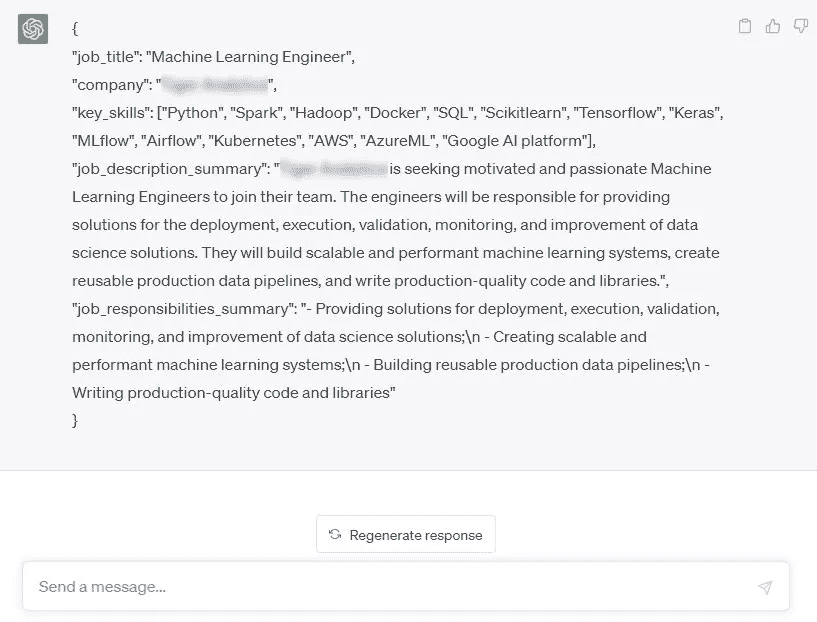 {
"job_title": "Machine Learning Engineer",
"company": "",
"key_skills": ["Python", "Spark", "Hadoop", "Docker", "SQL", "Scikitlearn", "Tensorflow", "Keras",
"MLflow", "Airflow", "Kubernetes", "AWS", "AzureML", "Google AI platform"],
"job_description_summary": " is seeking motivated and passionate Machine
Learning Engineers to join their team. The engineers will be responsible for providing
solutions for the deployment, execution, validation, monitoring, and improvement of data
science solutions. They will build scalable and performant machine learning systems, create
reusable production data pipelines, and write production-quality code and libraries.",
"job_responsibilities_summary": "- Providing solutions for deployment, execution, validation,
monitoring, and improvement of data science solutions;\n - Creating scalable and
performant machine learning systems;\n - Building reusable production data pipelines;\n -
Writing production-quality code and libraries"
}
Regenerate response
Send a message...